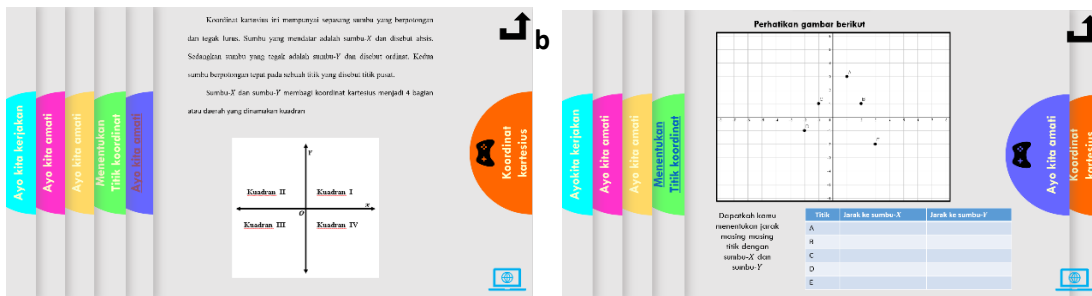 Koordinat kartesius ini mempunyai sepasang sumbu yang berpotongan
dan tegak lurus. Sumbu yang mendatar adalah sumbu-X dan disebut absis.
Sedangkan sumbu yang tegak adalah sumbu-Y dan disebut ordinat. Kedua
sumbu berpotongan tepat pada sebuah titik yang disebut titik pusat.
Sumbu-X dan sumbu-Y membagi koordinat kartesius menjadi 4 bagian
atau daerah yang dinamakan kuadran
Ayo kita kerjakan
Ayo kita amati
Ayo kita amati
Menentukan
Titik koordinat
Ayo kita amati
Y
Kuadran II
Kuadran I
X
O
Kuadran III
Kuadran IV
Koordinat
kartesius
b
Perhatikan gambar berikut
Ayokita kerjakan
Ayo kita amati
Ayo kita amati
Menentukan
Titik koordinat
A
C
B
Dapatkah kamu
menentukan jarak
masing masing
titik dengan
sumbu-X dan
sumbu-Y
Titik Jarak ke sumbu-X Jarak ke sumbu-Y
A
B
C
D
E
Ayo kita amati
Koordinat
kartesius